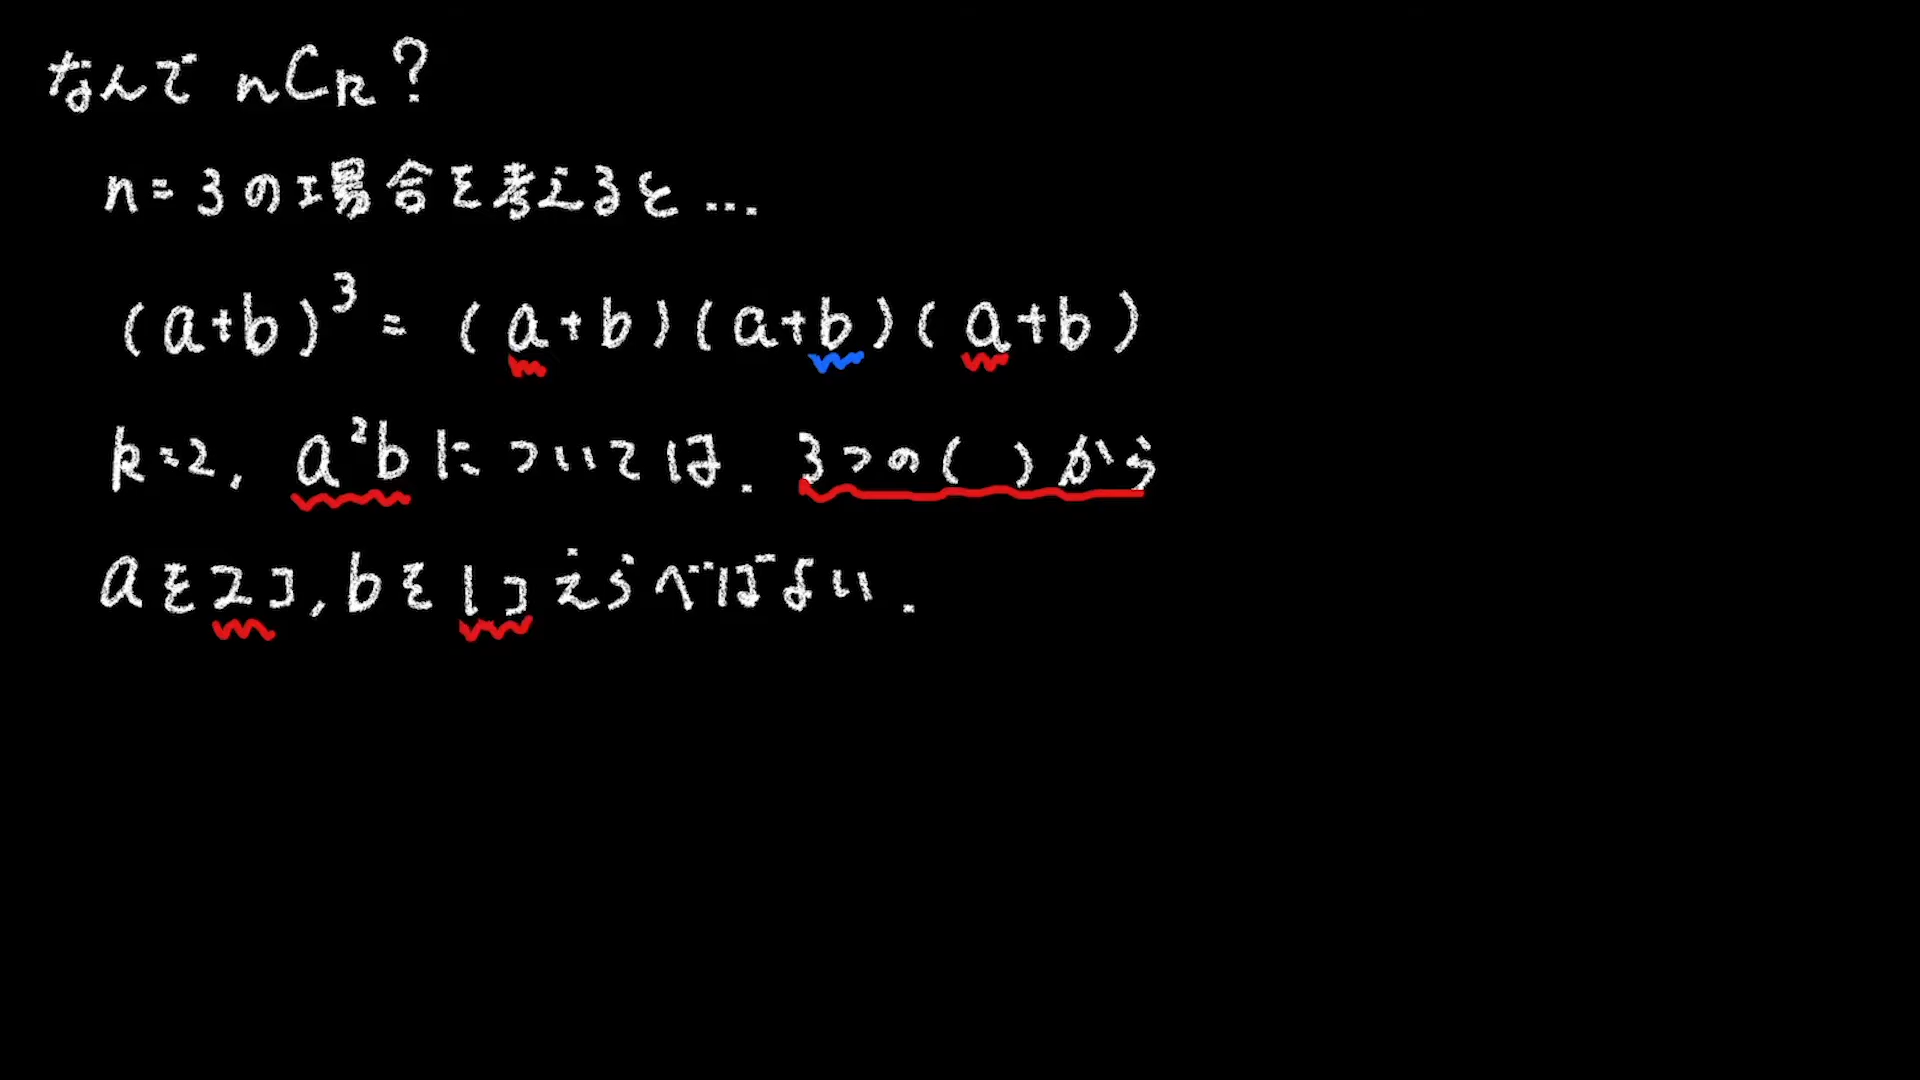 なんで nCk?
n=3の場合を考えると...
(a+b)³ = (a+b)(a+b)(a+b)
k=2, a²bについては. 3つの( )から
aを2コ, bを1コえらべばよい.